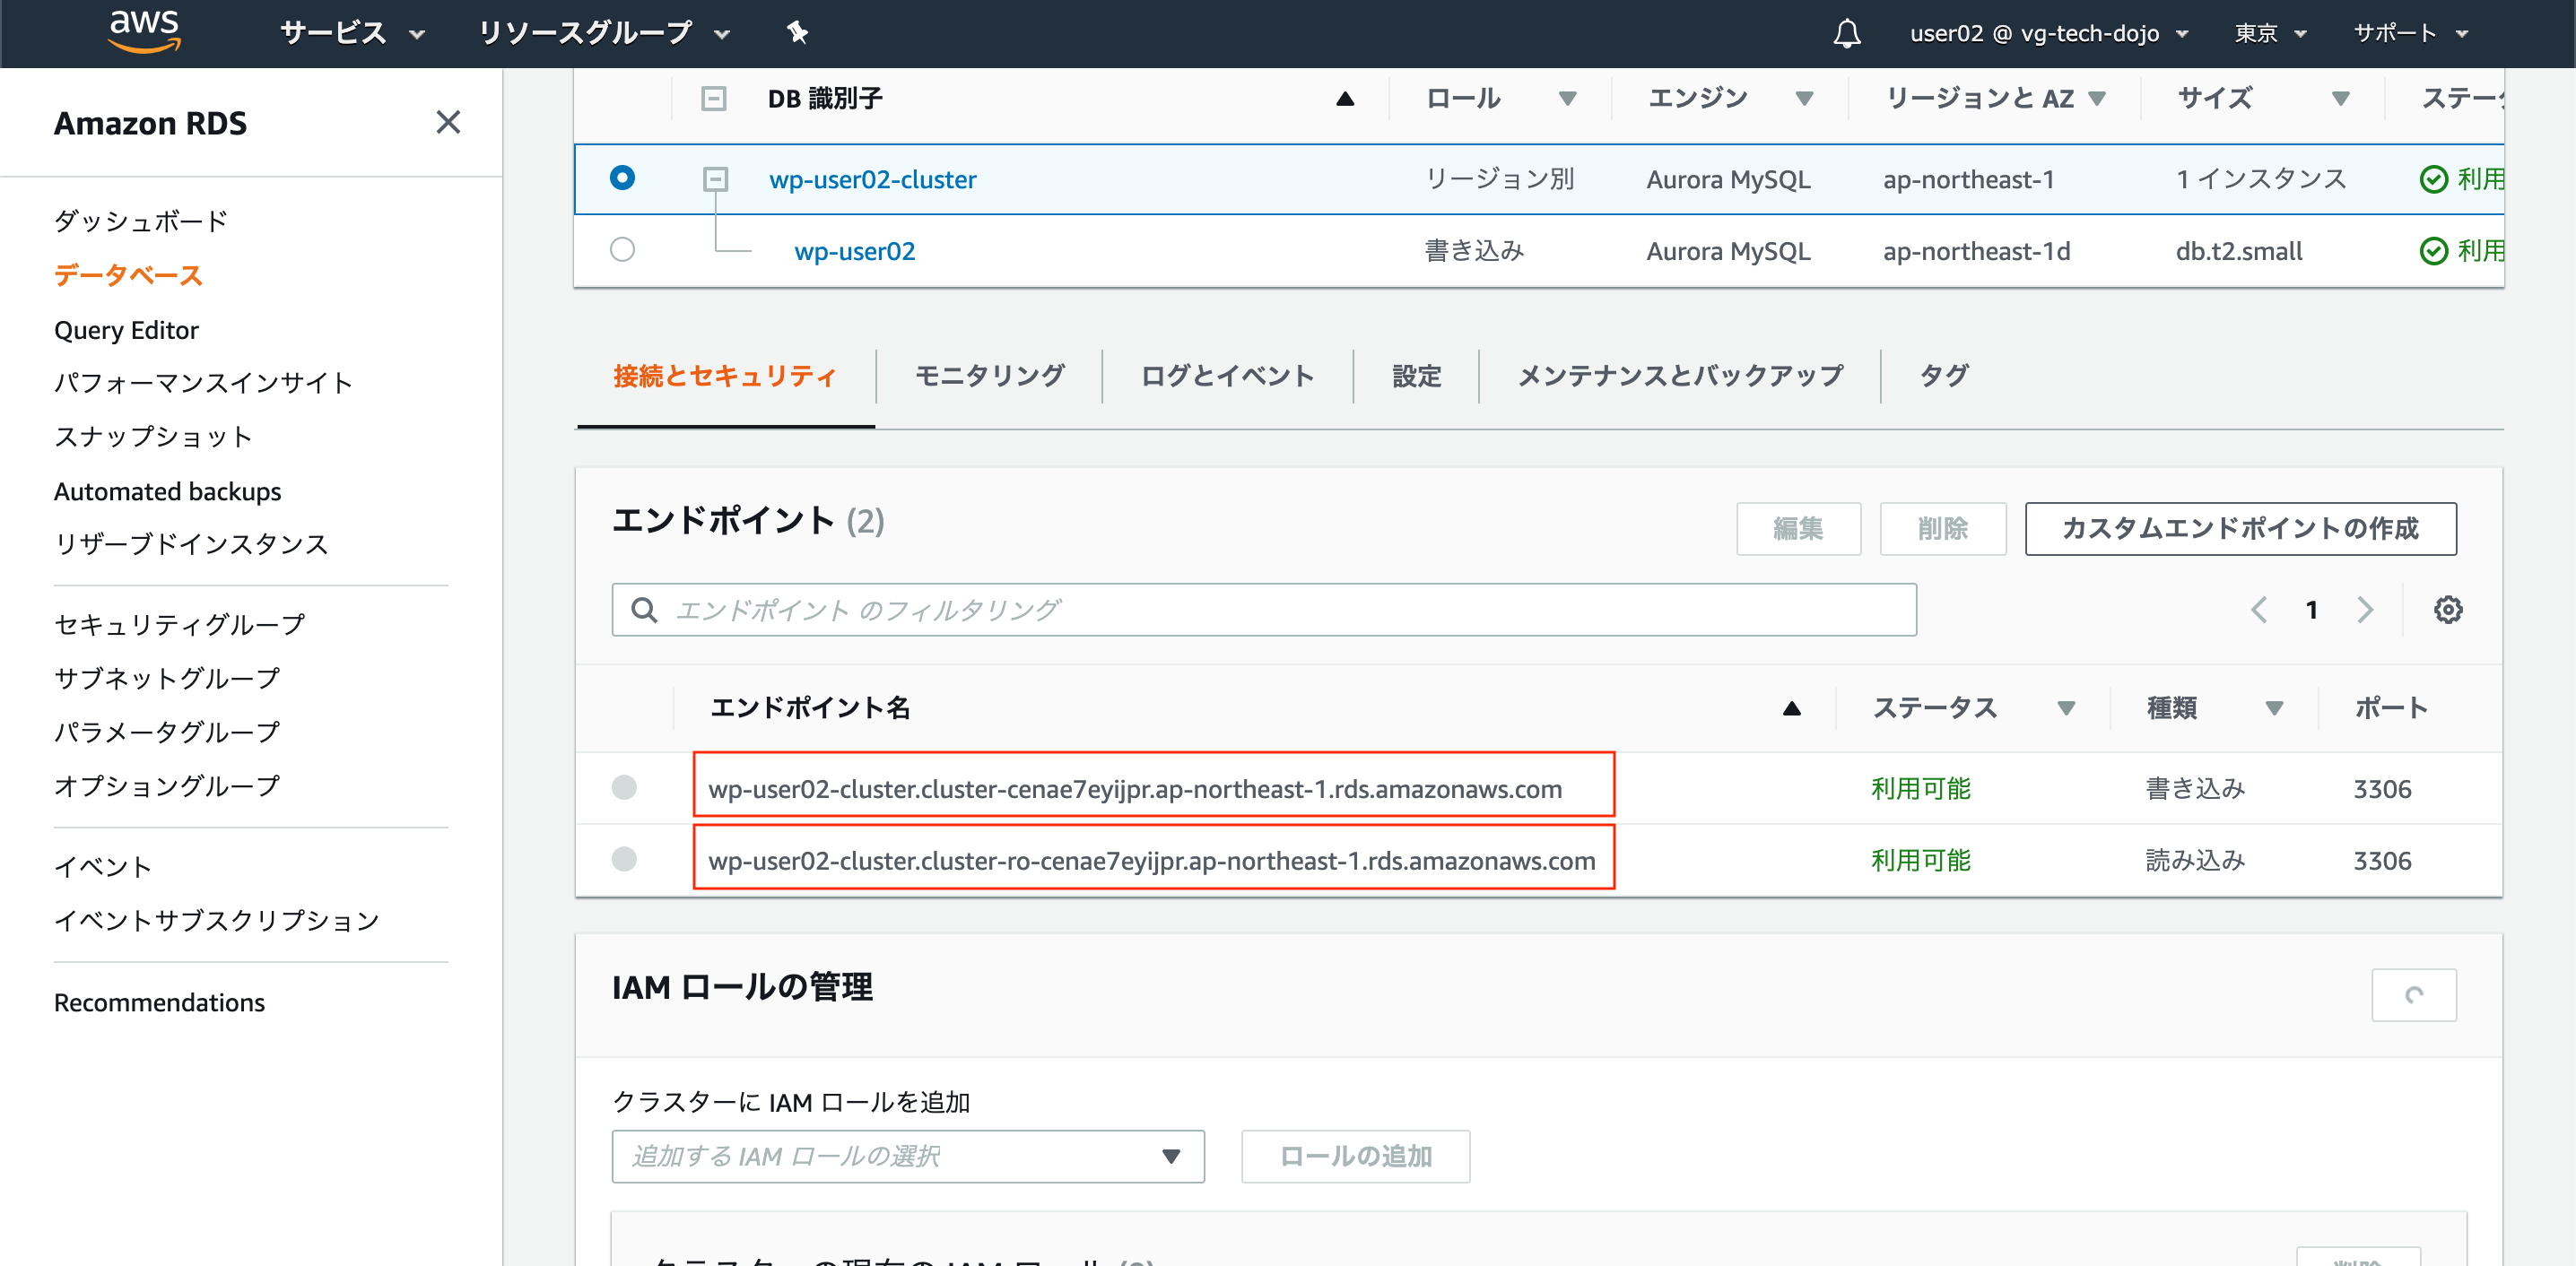 aws サービス リソースグループ user02 @ vg-tech-dojo 東京 サポート
Amazon RDS
ダッシュボード
データベース
Query Editor
パフォーマンスインサイト
スナップショット
Automated backups
リザーブドインスタンス
セキュリティグループ
サブネットグループ
パラメータグループ
オプショングループ
イベント
イベントサブスクリプション
Recommendations
DB 識別子 ロール エンジン リージョンと AZ サイズ ステー
wp-user02-cluster リージョン別 Aurora MySQL ap-northeast-1 1 インスタンス 利用
wp-user02 書き込み Aurora MySQL ap-northeast-1d db.t2.small 利用
接続とセキュリティ モニタリング ログとイベント 設定 メンテナンスとバックアップ タグ
エンドポイント (2) 編集 削除 カスタムエンドポイントの作成
エンドポイント のフィルタリング 1
エンドポイント名 ステータス 種類 ポート
wp-user02-cluster.cluster-cenae7eyijpr.ap-northeast-1.rds.amazonaws.com 利用可能 書き込み 3306
wp-user02-cluster.cluster-ro-cenae7eyijpr.ap-northeast-1.rds.amazonaws.com 利用可能 読み込み 3306
IAM ロールの管理
クラスターに IAM ロールを追加
追加する IAM ロールの選択 ロールの追加
クラスターの現在の IAM ロール (0) 削除